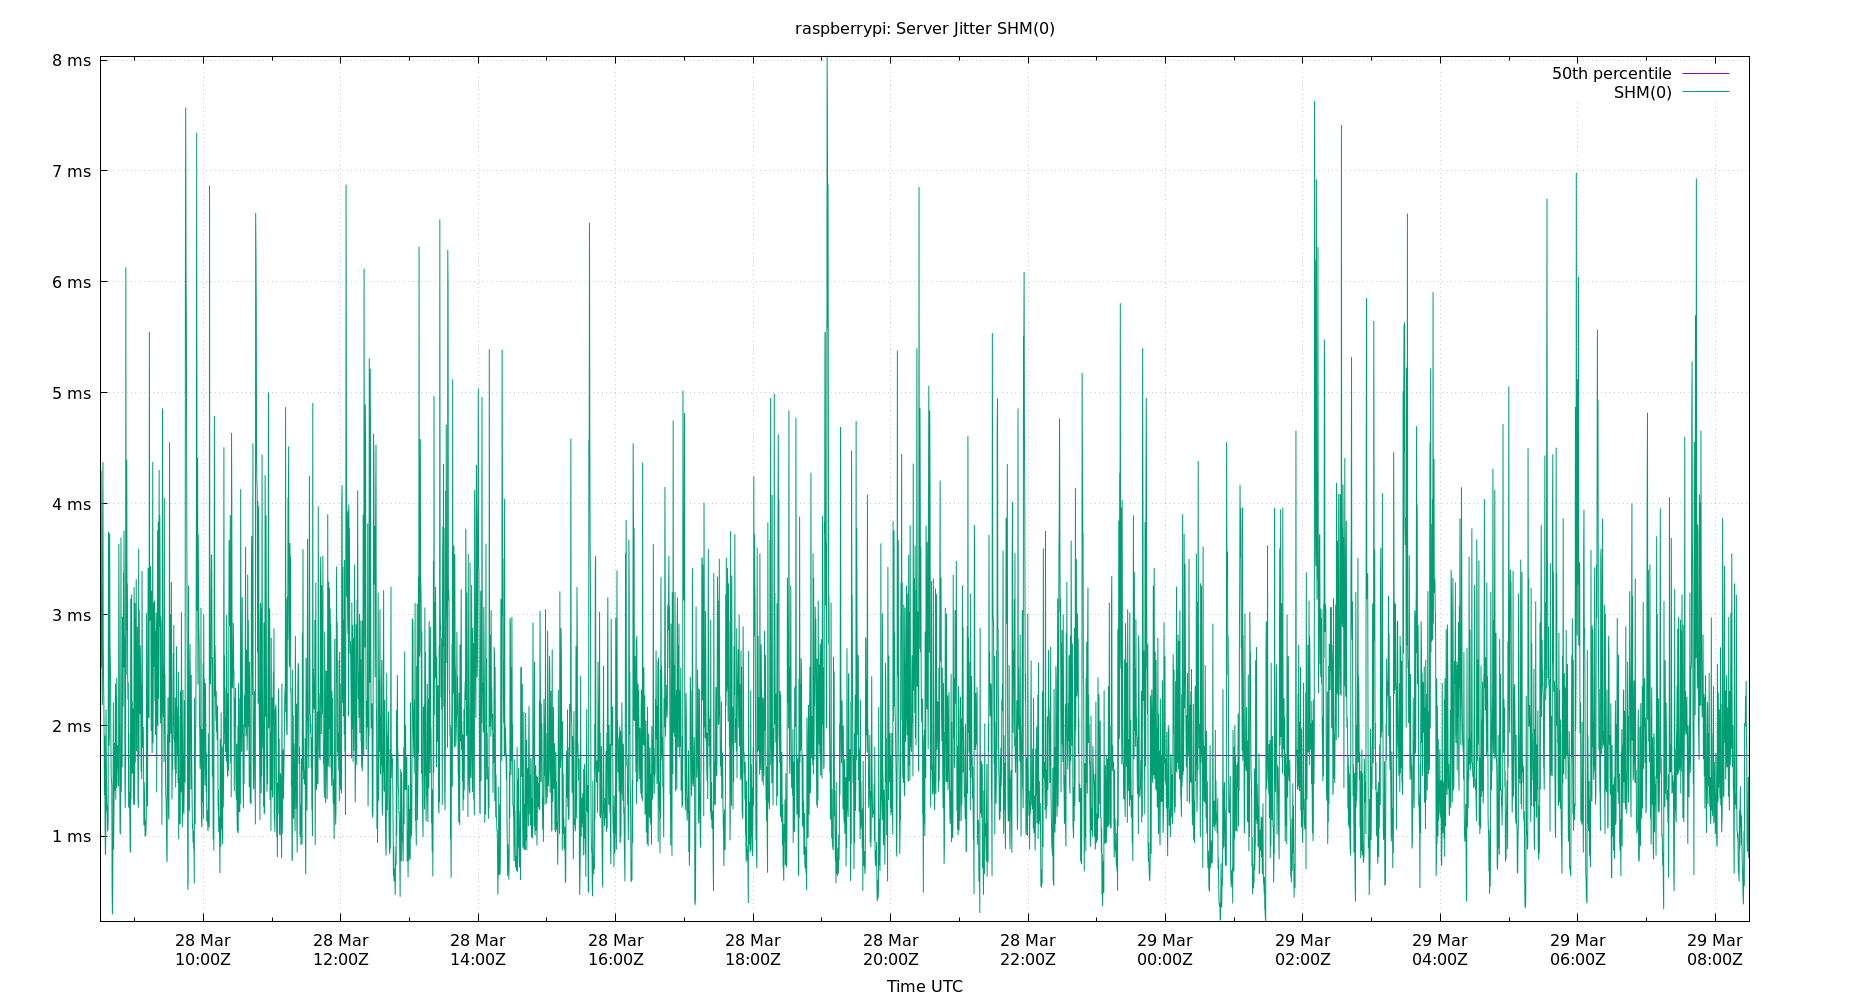 raspberrypi: Server Jitter SHM(0)
8 ms
7 ms
6 ms
5 ms
4 ms
3 ms
2 ms
1 ms
50th percentile
SHM(0)
28 Mar
10:00Z
28 Mar
12:00Z
28 Mar
14:00Z
28 Mar
16:00Z
28 Mar
18:00Z
28 Mar
20:00Z
28 Mar
22:00Z
29 Mar
00:00Z
29 Mar
02:00Z
29 Mar
04:00Z
29 Mar
06:00Z
29 Mar
08:00Z
Time UTC